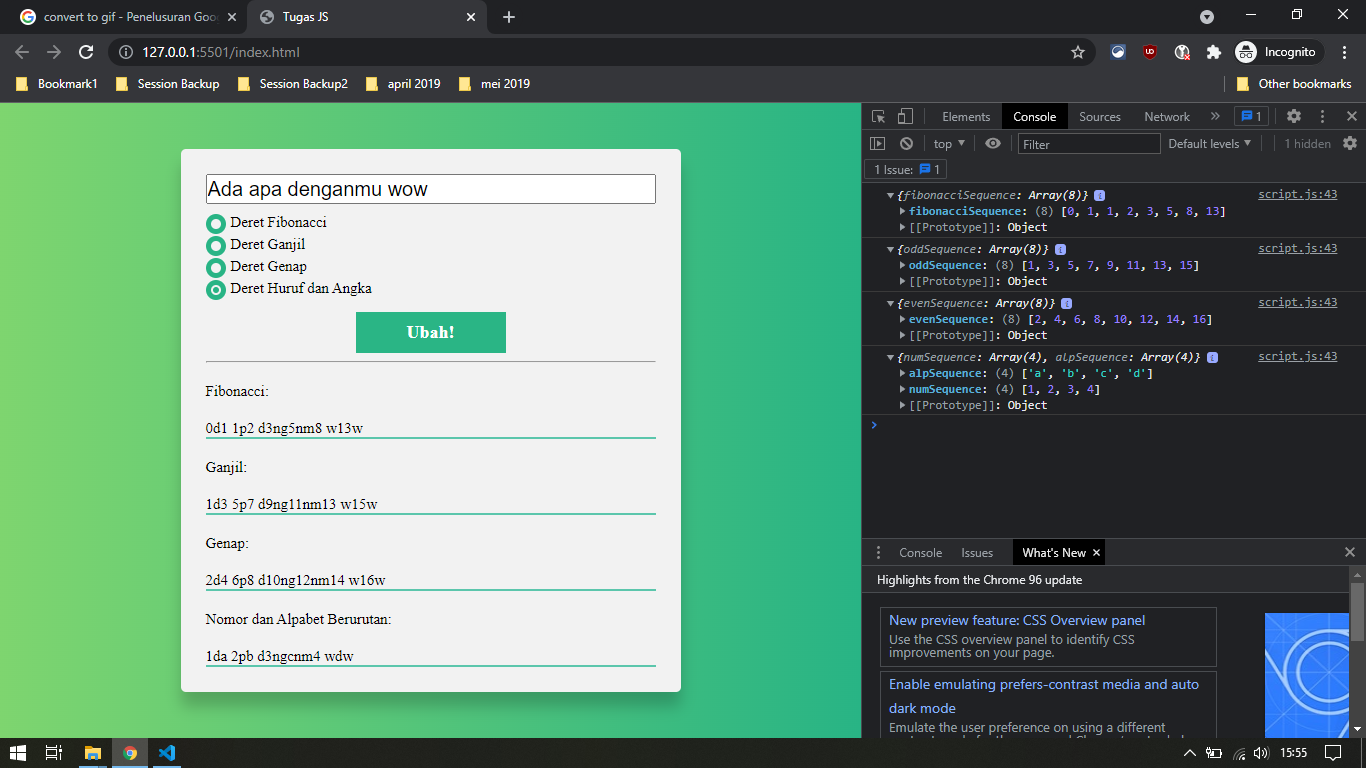 convert to gif - Penelusuran Goo
Tugas JS
127.0.0.1:5501/index.html
Incognito
Bookmark1
Session Backup
Session Backup2
april 2019
mei 2019
Other bookmarks
Ada apa denganmu wow
Deret Fibonacci
Deret Ganjil
Deret Genap
Deret Huruf dan Angka
Ubah!
Fibonacci:
0d1 1p2 d3ng5nm8 w13w
Ganjil:
1d3 5p7 d9ng11nm13 w15w
Genap:
2d4 6p8 d10ng12nm14 w16w
Nomor dan Alpabet Berurutan:
1da 2pb d3ngcnm4 wdw
Elements Console Sources Network » 1
top Filter Default levels 1 hidden
1 Issue: 1
{fibonacciSequence: Array(8)} i script.js:43
fibonacciSequence: (8) [0, 1, 1, 2, 3, 5, 8, 13]
[[Prototype]]: Object
{oddSequence: Array(8)} i script.js:43
oddSequence: (8) [1, 3, 5, 7, 9, 11, 13, 15]
[[Prototype]]: Object
{evenSequence: Array(8)} i script.js:43
evenSequence: (8) [2, 4, 6, 8, 10, 12, 14, 16]
[[Prototype]]: Object
{numSequence: Array(4), alpSequence: Array(4)} i script.js:43
alpSequence: (4) ['a', 'b', 'c', 'd']
numSequence: (4) [1, 2, 3, 4]
[[Prototype]]: Object
Console Issues What's New
Highlights from the Chrome 96 update
New preview feature: CSS Overview panel
Use the CSS overview panel to identify CSS
improvements on your page.
Enable emulating prefers-contrast media and auto
dark mode
Emulate the user preference on using a different
15:55